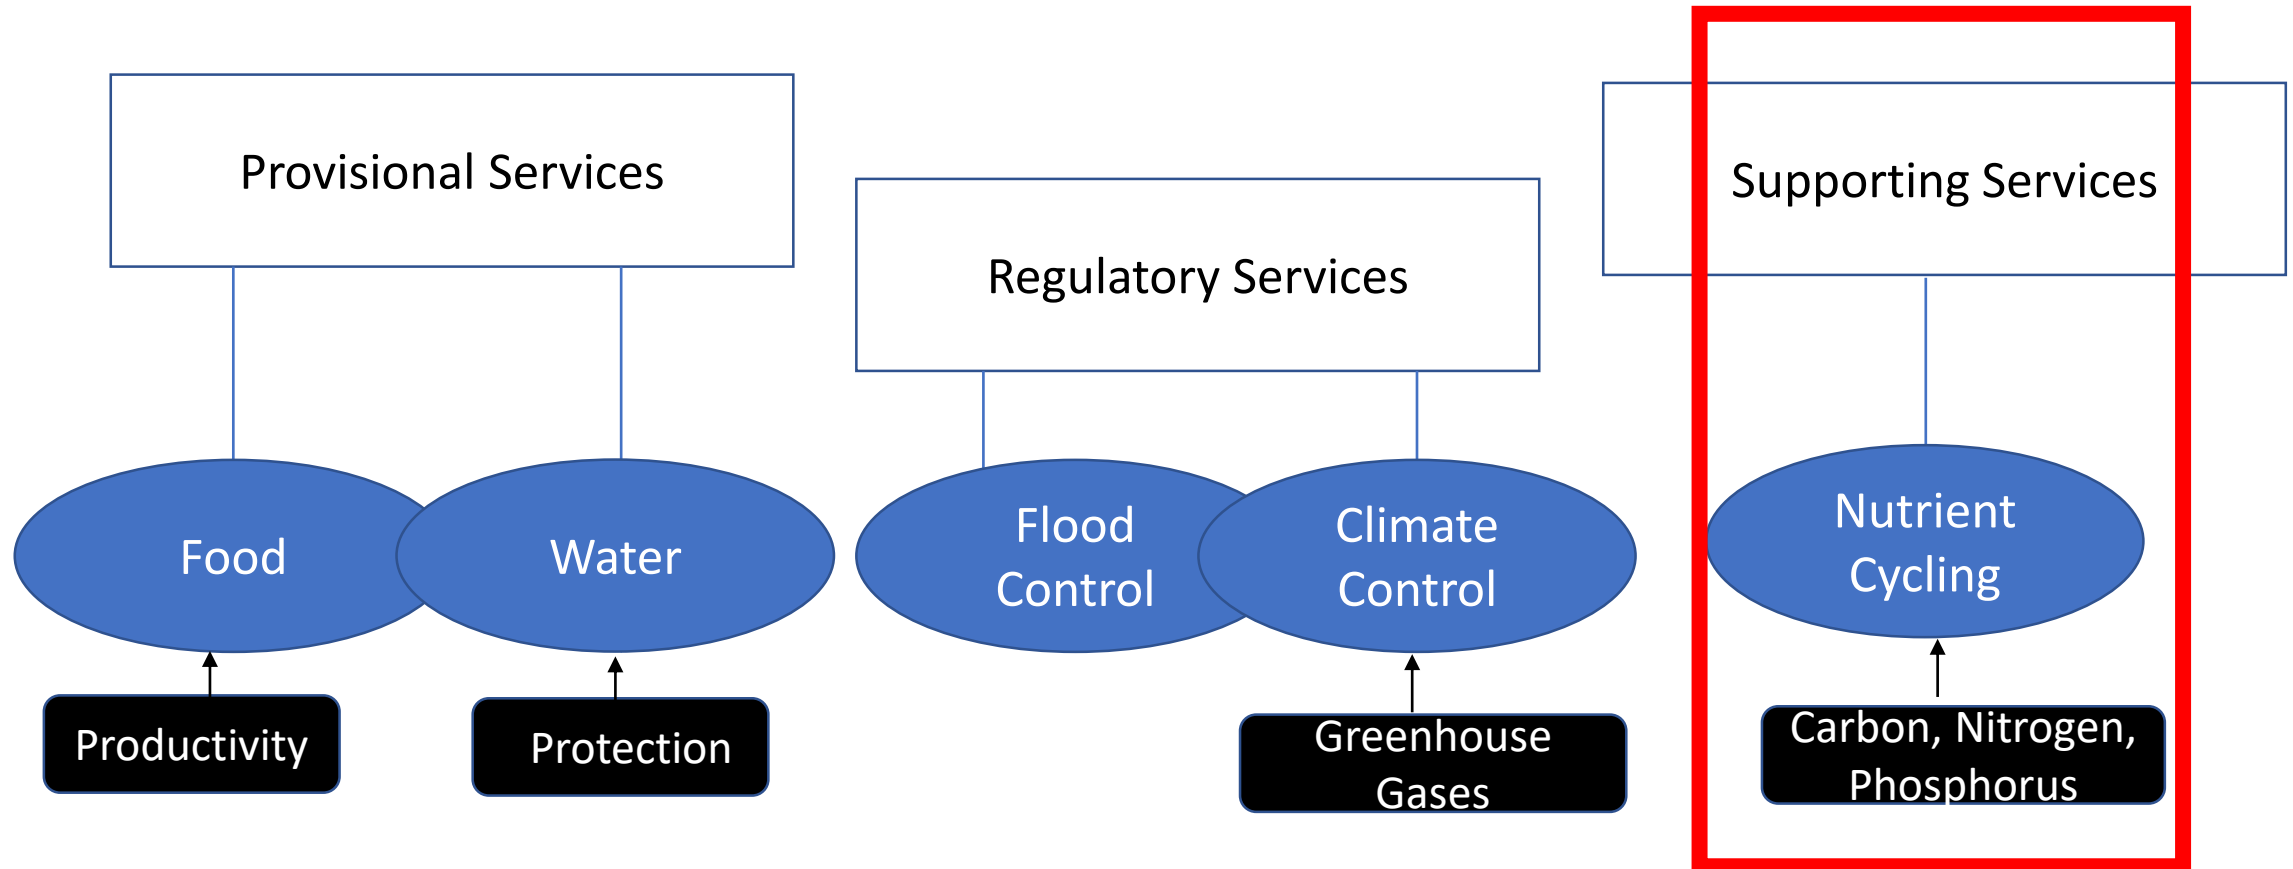 Provisional Services
Regulatory Services
Supporting Services
Food
Water
Flood
Control
Climate
Control
Nutrient
Cycling
Productivity
Protection
Greenhouse
Gases
Carbon, Nitrogen,
Phosphorus